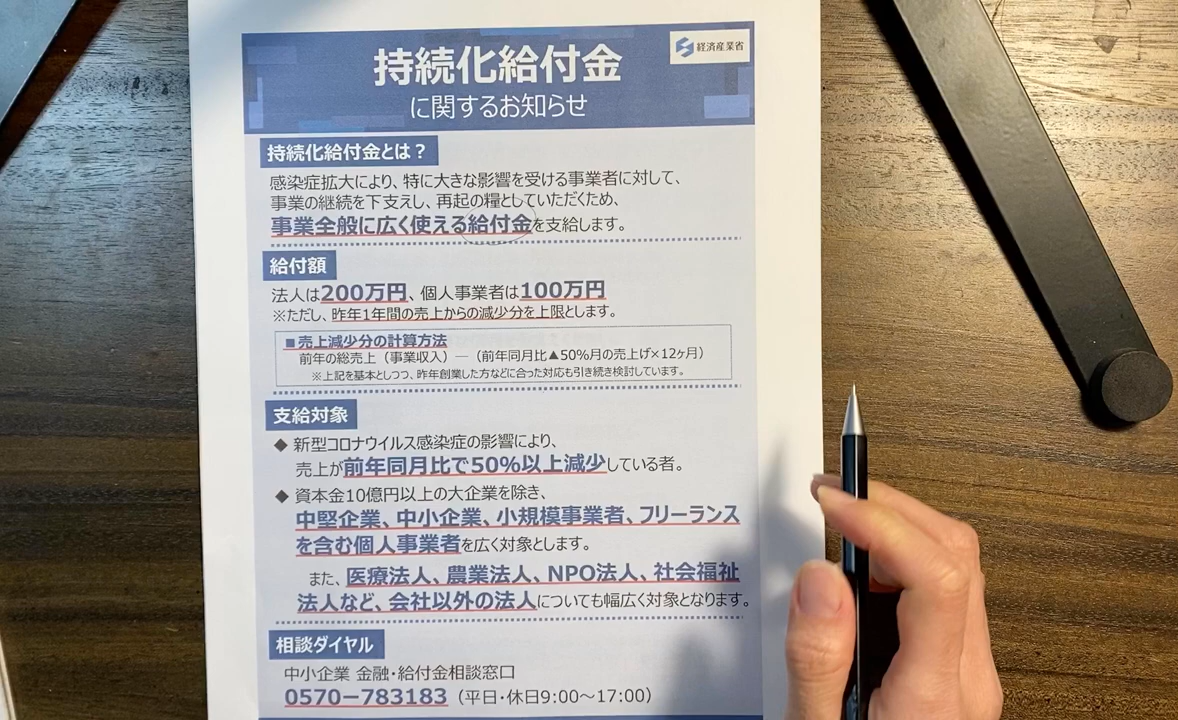 持続化給付金
経済産業省
に関するお知らせ
持続化給付金とは？
感染症拡大により、特に大きな影響を受ける事業者に対して、
事業の継続を下支えし、再起の糧としていただくため、
事業全般に広く使える給付金を支給します。
給付額
法人は200万円、個人事業者は100万円
※ただし、昨年1年間の売上からの減少分を上限とします。
■売上減少分の計算方法
前年の総売上（事業収入）―（前年同月比▲50%月の売上げ×12ヶ月）
※上記を基本としつつ、昨年創業した方などに合った対応も引き続き検討しています。
支給対象
◆ 新型コロナウイルス感染症の影響により、
売上が前年同月比で50%以上減少している者。
◆ 資本金10億円以上の大企業を除き、
中堅企業、中小企業、小規模事業者、フリーランス
を含む個人事業者を広く対象とします。
また、医療法人、農業法人、NPO法人、社会福祉
法人など、会社以外の法人についても幅広く対象となります。
相談ダイヤル
中小企業 金融・給付金相談窓口
0570－783183（平日・休日9:00～17:00）